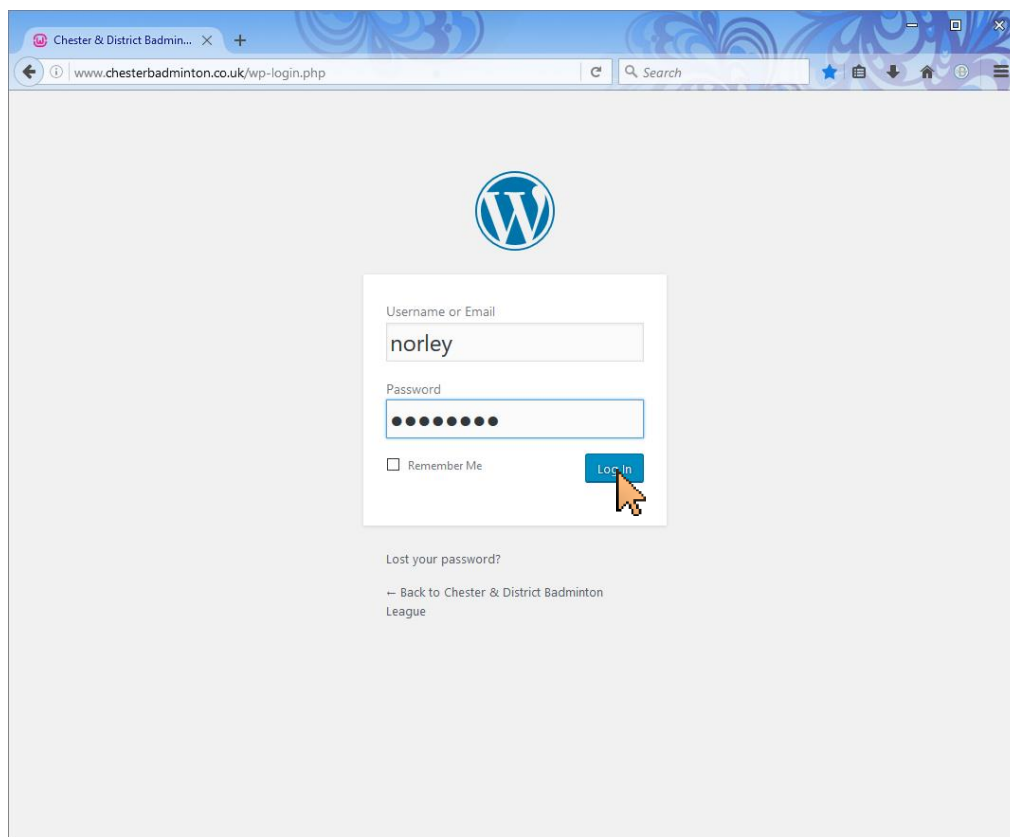 Chester & District Badmin...
www.chesterbadminton.co.uk/wp-login.php
Search
Username or Email
norley
Password
●●●●●●●●
Remember Me
Log In
Lost your password?
← Back to Chester & District Badminton
League